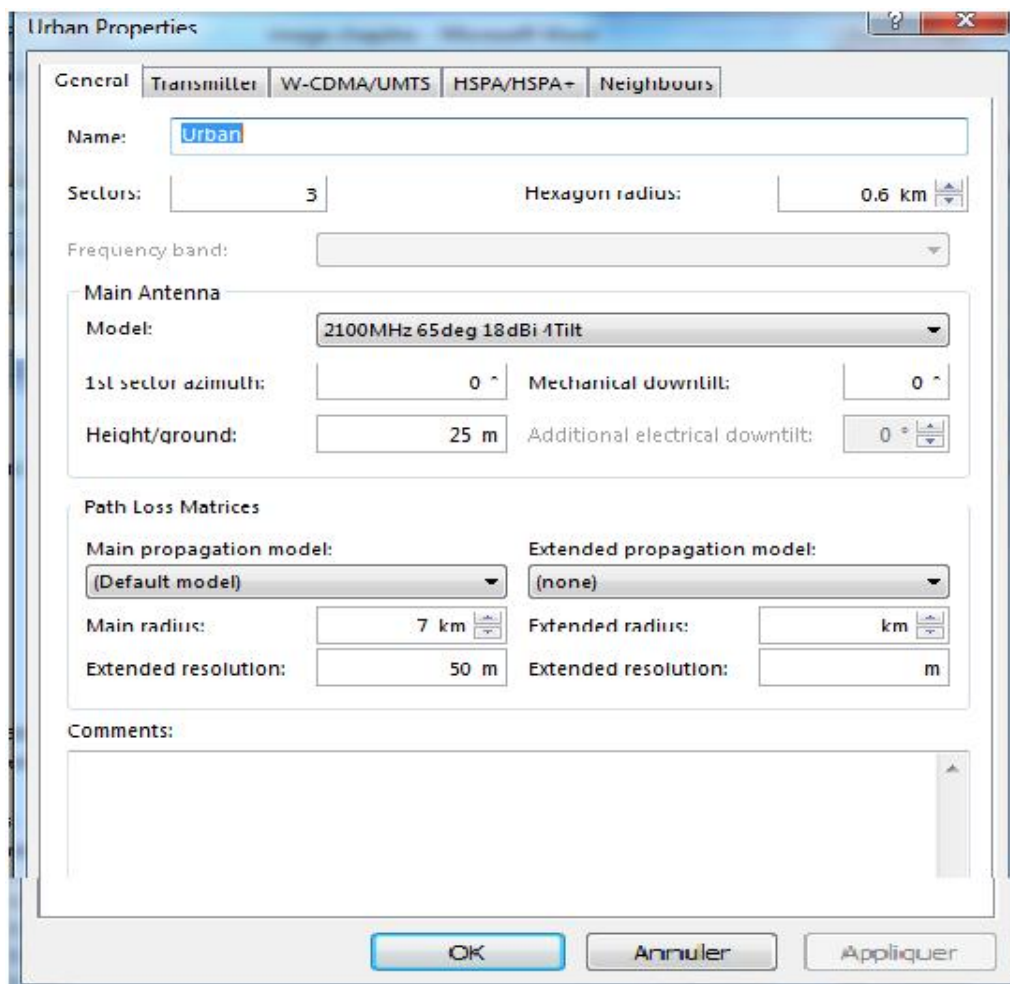 Urban Properties
General Transmitter W-CDMA/UMTS HSPA/HSPA+ Neighbours
Name: Urban
Sectors: 3 Hexagon radius: 0.6 km
Frequency band:
Main Antenna
Model: 2100MHz 65deg 18dBi 4Tilt
1st sector azimuth: 0 ° Mechanical downtilt: 0 °
Height/ground: 25 m Additional electrical downtilt: 0 °
Path Loss Matrices
Main propagation model: Extended propagation model:
(Default model) (none)
Main radius: 7 km Extended radius: km
Extended resolution: 50 m Extended resolution: m
Comments:
OK Annuler Appliquer